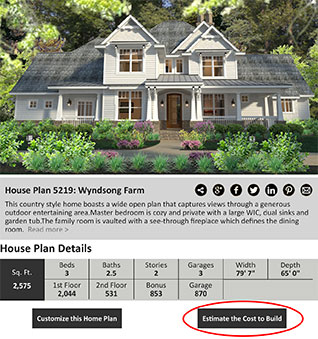 House Plan 5219: Wyndsong Farm
This country style home boasts a wide open plan that captures views through a generous
outdoor entertaining area.Master bedroom is cozy and private with a large WIC, dual sinks and
garden tub.The family room is vaulted with a see-through fireplace which defines the dining
room. Read more >
House Plan Details
Sq. Ft. Beds Baths Stories Garages Width Depth
3 2.5 2 3 79' 7" 65' 0"
2,575 1st Floor 2nd Floor Bonus Garage
2,044 531 853 870
Customize this Home Plan Estimate the Cost to Build